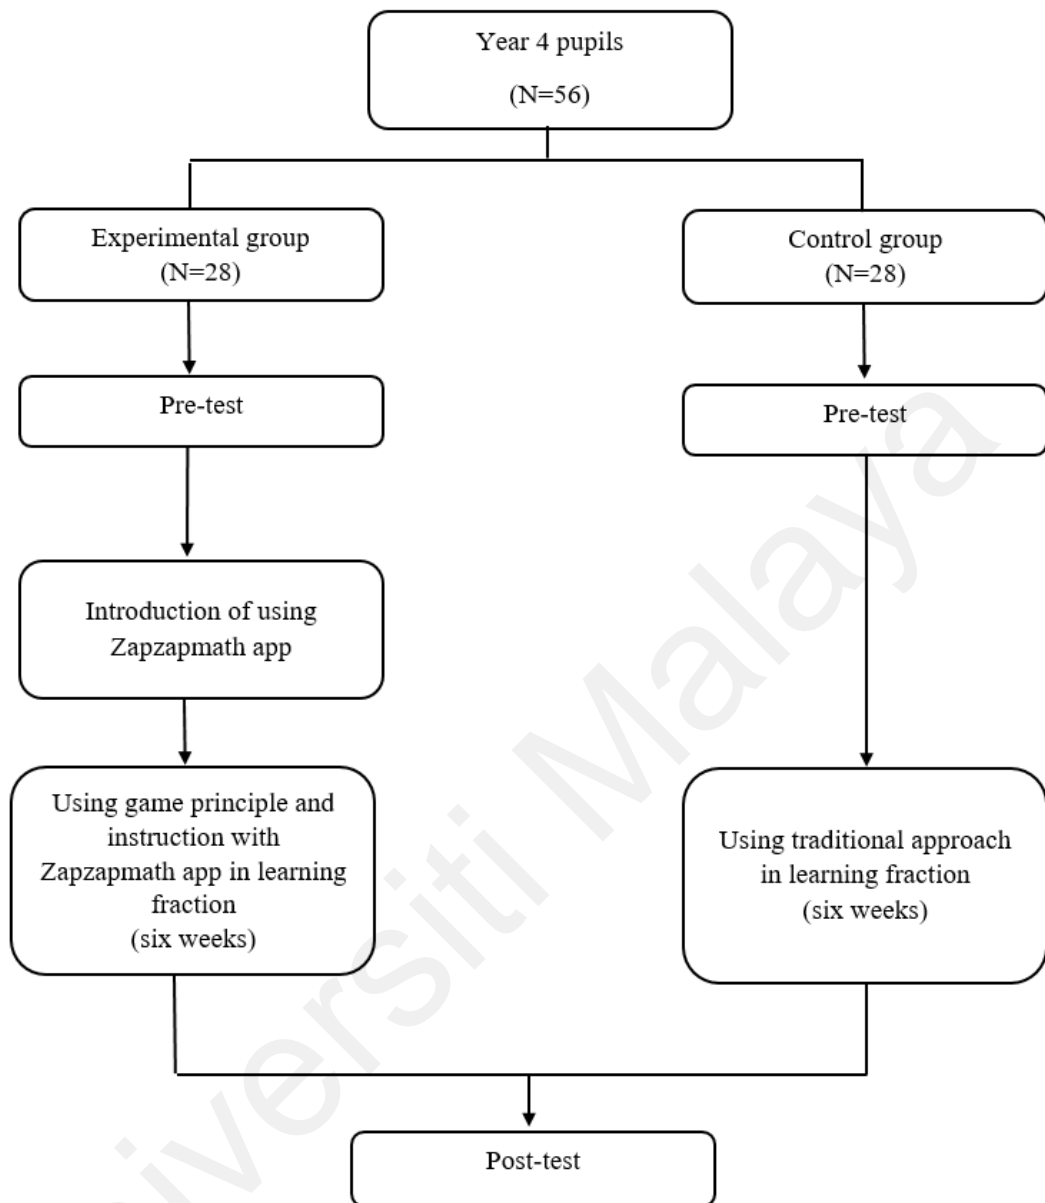 Year 4 pupils
(N=56)
Experimental group
(N=28)
Control group
(N=28)
Pre-test
Pre-test
Introduction of using
Zapzapmath app
Using game principle and
instruction with
Zapzapmath app in learning
fraction
(six weeks)
Using traditional approach
in learning fraction
(six weeks)
Post-test
iversiti Malaya